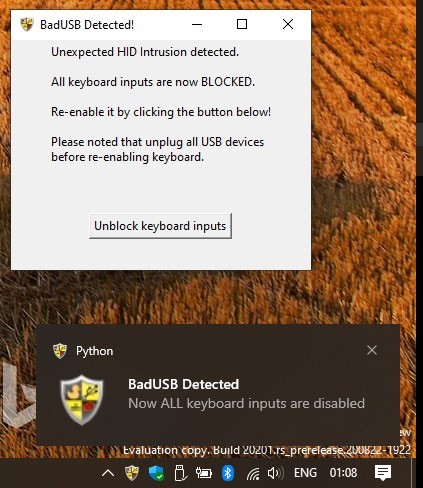 BadUSB Detected!
Unexpected HID Intrusion detected.
All keyboard inputs are now BLOCKED.
Re-enable it by clicking the button below!
Please noted that unplug all USB devices
before re-enabling keyboard.
Unblock keyboard inputs
Python
BadUSB Detected
Now ALL keyboard inputs are disabled
Evaluation copy. Build 20201.rs_prerelease.200822-1922
ENG
01:08